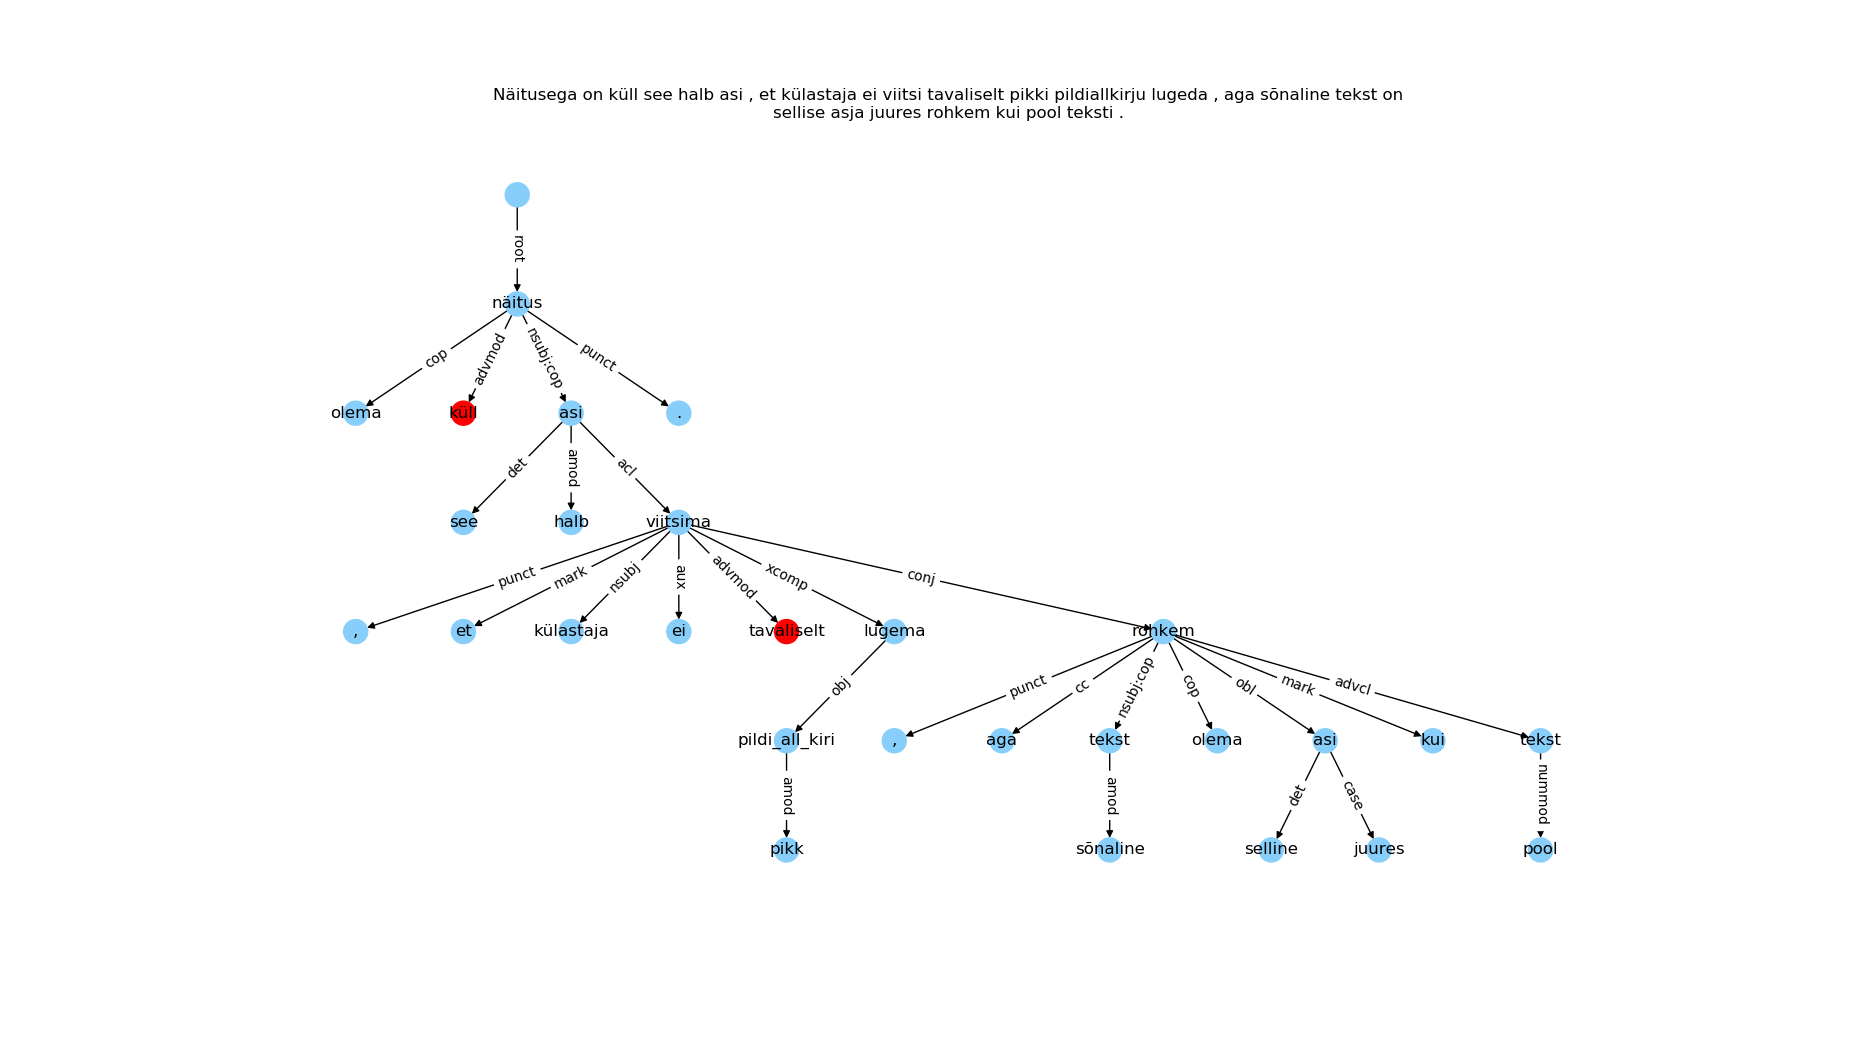 Näitusega on küll see halb asi , et külastaja ei viitsi tavaliselt pikki pildiallkirju lugeda , aga sõnaline tekst on
sellise asja juures rohkem kui pool teksti .
root
näitus
cop advmod nsubj:cop punct
olema küll asi .
det amod acl
see halb viitsima
punct mark nsubj aux advmod xcomp conj
, et külastaja ei tavaliselt lugema rohkem
obj punct cc nsubj:cop cop obl mark advcl
pildi_all_kiri , aga tekst olema asi kui tekst
amod amod det case nummod
pikk sõnaline selline juures pool